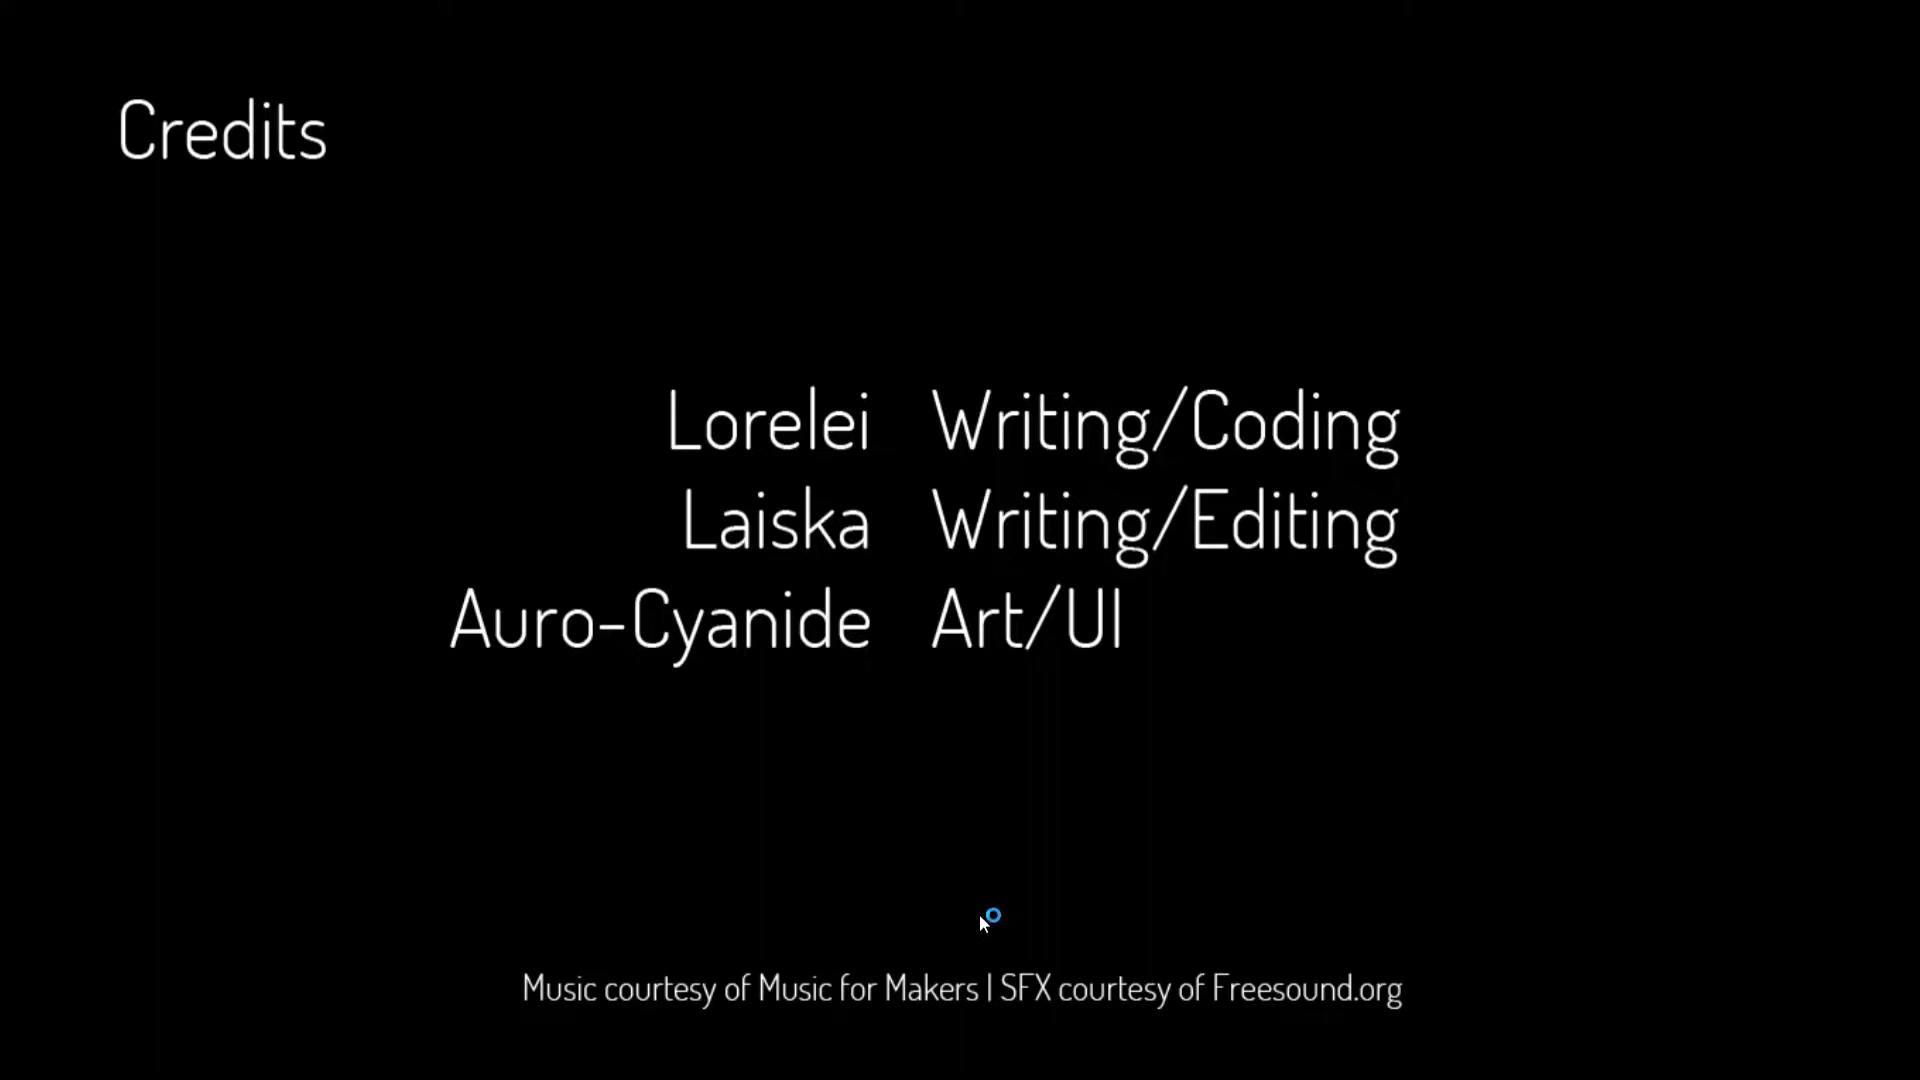 Credits
Lorelei Writing/Coding
Laiska Writing/Editing
Auro-Cyanide Art/UI
Music courtesy of Music for Makers | SFX courtesy of Freesound.org